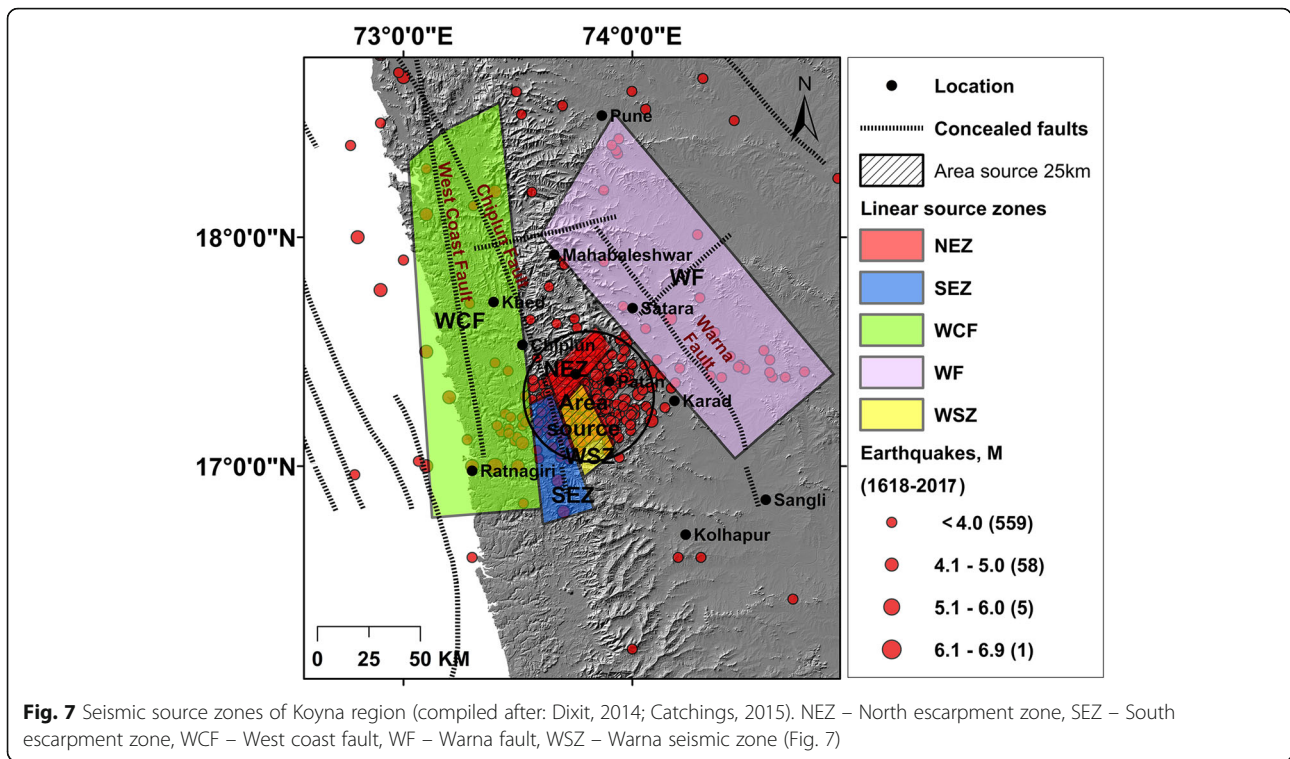 73°0'0"E 74°0'0"E
N
Pune
West Coast Fault
Chiplun Fault
18°0'0"N
Mahabaleshwar
WF
Khed
Satara
WCF
Warna
Fault
Chiplun
NEZ
Patan
Karad
Area
source
WSZ
17°0'0"N
Ratnagiri
SEZ
Sangli
Kolhapur
0 25 50 KM
Location
Concealed faults
Area source 25km
Linear source zones
NEZ
SEZ
WCF
WF
WSZ
Earthquakes, M
(1618-2017)
< 4.0 (559)
4.1 - 5.0 (58)
5.1 - 6.0 (5)
6.1 - 6.9 (1)
Fig. 7 Seismic source zones of Koyna region (compiled after: Dixit, 2014; Catchings, 2015). NEZ – North escarpment zone, SEZ – South
escarpment zone, WCF – West coast fault, WF – Warna fault, WSZ – Warna seismic zone (Fig. 7)